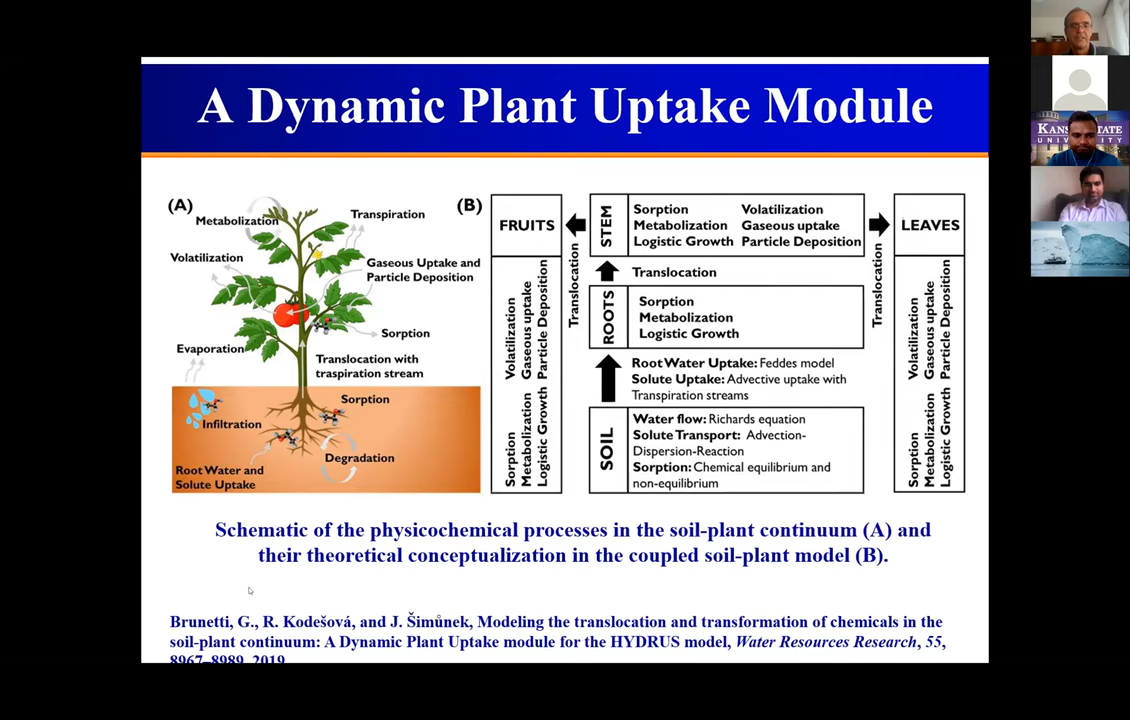 A Dynamic Plant Uptake Module
(A)
Metabolization
Transpiration
Volatilization
Gaseous Uptake and
Particle Deposition
Sorption
Evaporation
Translocation with
traspiration stream
Sorption
Infiltration
Degradation
Root Water and
Solute Uptake
(B)
FRUITS
Volatilization
Gaseous uptake
Particle Deposition
Sorption
Metabolization
Logistic Growth
Translocation
STEM
Sorption
Metabolization
Logistic Growth
Volatilization
Gaseous uptake
Particle Deposition
Translocation
ROOTS
Sorption
Metabolization
Logistic Growth
Root Water Uptake: Feddes model
Solute Uptake: Advective uptake with
Transpiration streams
SOIL
Water flow: Richards equation
Solute Transport: Advection-
Dispersion-Reaction
Sorption: Chemical equilibrium and
non-equilibrium
Translocation
LEAVES
Volatilization
Gaseous uptake
Particle Deposition
Sorption
Metabolization
Logistic Growth
Schematic of the physicochemical processes in the soil-plant continuum (A) and
their theoretical conceptualization in the coupled soil-plant model (B).
Brunetti, G., R. Kodešová, and J. Šimůnek, Modeling the translocation and transformation of chemicals in the
soil-plant continuum: A Dynamic Plant Uptake module for the HYDRUS model, Water Resources Research, 55,
8967–8989, 2019